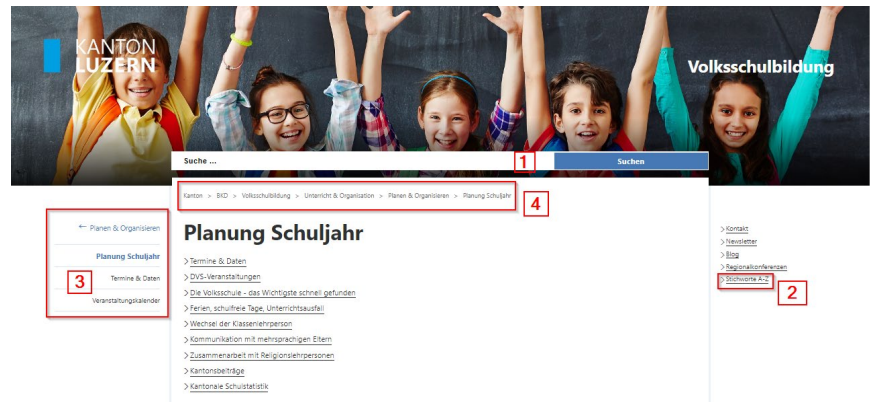 KANTON
LUZERN
Volksschulbildung
Suche ...
1
Suchen
Kanton > BKD > Volksschulbildung > Unterricht & Organisation > Planen & Organisieren > Planung Schuljahr
4
← Planen & Organisieren
Planung Schuljahr
3
Termine & Daten
Veranstaltungskalender
Planung Schuljahr
> Termine & Daten
> DVS-Veranstaltungen
> Die Volksschule - das Wichtigste schnell gefunden
> Ferien, schulfreie Tage, Unterrichtsausfall
> Wechsel der Klassenlehrperson
> Kommunikation mit mehrsprachigen Eltern
> Zusammenarbeit mit Religionslehrpersonen
> Kantonsbeiträge
> Kantonale Schulstatistik
> Kontakt
> Newsletter
> Blog
> Regionalkonferenzen
> Stichworte A-Z
2